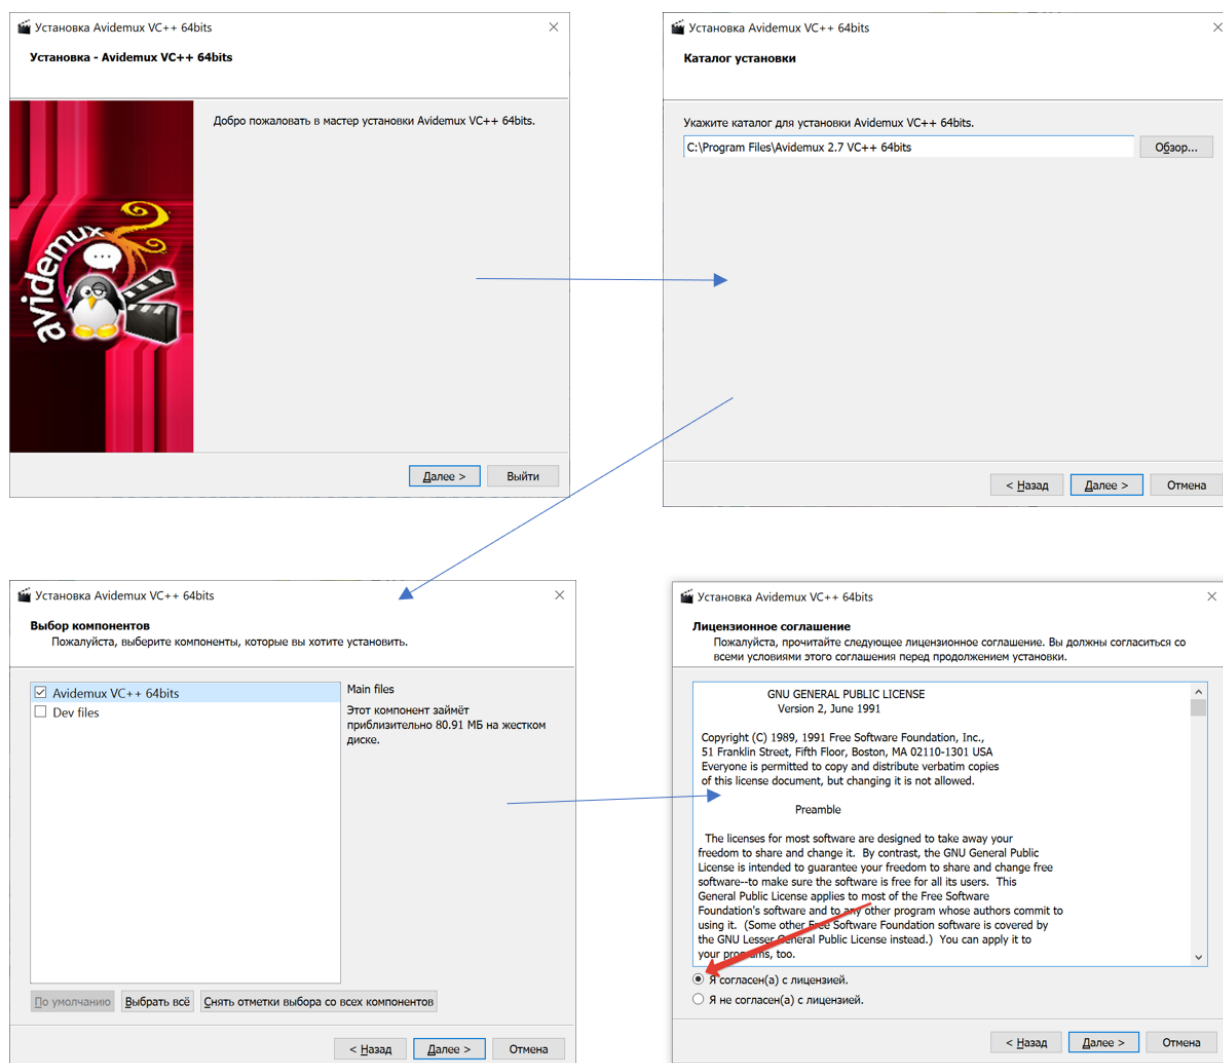 Установка Avidemux VC++ 64bits
Установка - Avidemux VC++ 64bits
Добро пожаловать в мастер установки Avidemux VC++ 64bits.
avidemux
Далее >
Выйти
Установка Avidemux VC++ 64bits
Каталог установки
Укажите каталог для установки Avidemux VC++ 64bits.
C:\Program Files\Avidemux 2.7 VC++ 64bits
Обзор...
< Назад
Далее >
Отмена
Установка Avidemux VC++ 64bits
Выбор компонентов
Пожалуйста, выберите компоненты, которые вы хотите установить.
Avidemux VC++ 64bits
Dev files
Main files
Этот компонент займёт
приблизительно 80.91 МБ на жестком
диске.
По умолчанию
Выбрать всё
Снять отметки выбора со всех компонентов
< Назад
Далее >
Отмена
Установка Avidemux VC++ 64bits
Лицензионное соглашение
Пожалуйста, прочитайте следующее лицензионное соглашение. Вы должны согласиться со
всеми условиями этого соглашения перед продолжением установки.
GNU GENERAL PUBLIC LICENSE
Version 2, June 1991
Copyright (C) 1989, 1991 Free Software Foundation, Inc.,
51 Franklin Street, Fifth Floor, Boston, MA 02110-1301 USA
Everyone is permitted to copy and distribute verbatim copies
of this license document, but changing it is not allowed.
Preamble
The licenses for most software are designed to take away your
freedom to share and change it. By contrast, the GNU General Public
License is intended to guarantee your freedom to share and change free
software--to make sure the software is free for all its users. This
General Public License applies to most of the Free Software
Foundation's software and to any other program whose authors commit to
using it. (Some other Free Software Foundation software is covered by
the GNU Lesser General Public License instead.) You can apply it to
your programs, too.
Я согласен(а) с лицензией.
Я не согласен(а) с лицензией.
< Назад
Далее >
Отмена